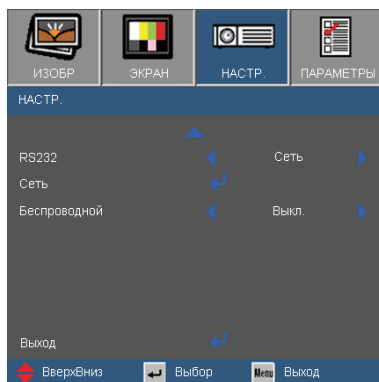 ИЗОБР ЭКРАН НАСТР. ПАРАМЕТРЫ
НАСТР.
RS232 Сеть
Сеть
Беспроводной Выкл.
Выход
ВверхВниз Выбор Menu Выход